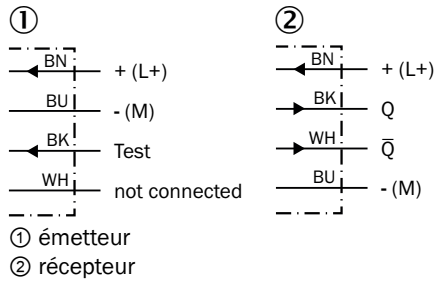 ①
BN + (L+)
BU - (M)
BK Test
WH not connected
②
BN + (L+)
BK Q
WH Q̅
BU - (M)
① émetteur
② récepteur